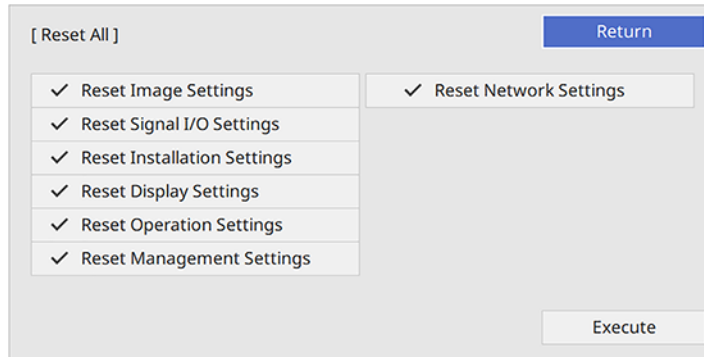 [ Reset All ]
Return
Reset Image Settings
Reset Signal I/O Settings
Reset Installation Settings
Reset Display Settings
Reset Operation Settings
Reset Management Settings
Reset Network Settings
Execute